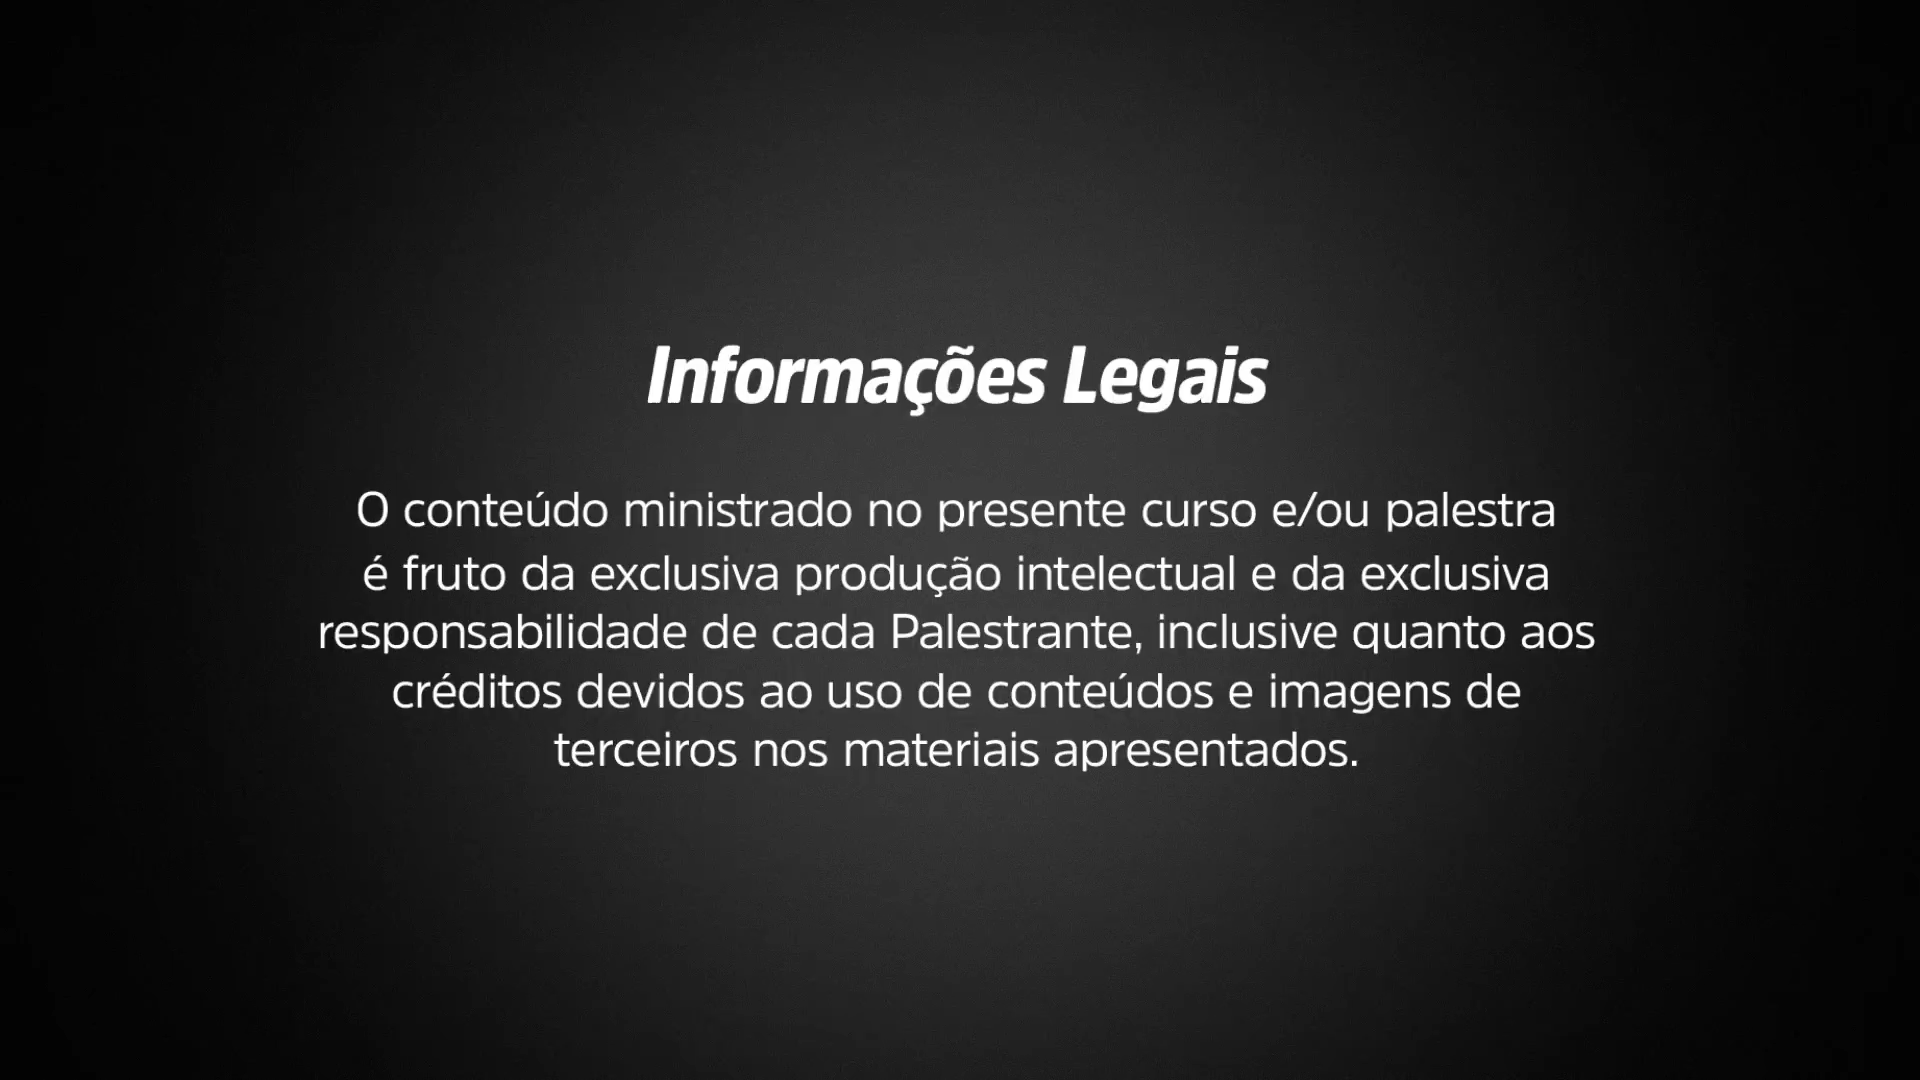 Informações Legais
O conteúdo ministrado no presente curso e/ou palestra
é fruto da exclusiva produção intelectual e da exclusiva
responsabilidade de cada Palestrante, inclusive quanto aos
créditos devidos ao uso de conteúdos e imagens de
terceiros nos materiais apresentados.